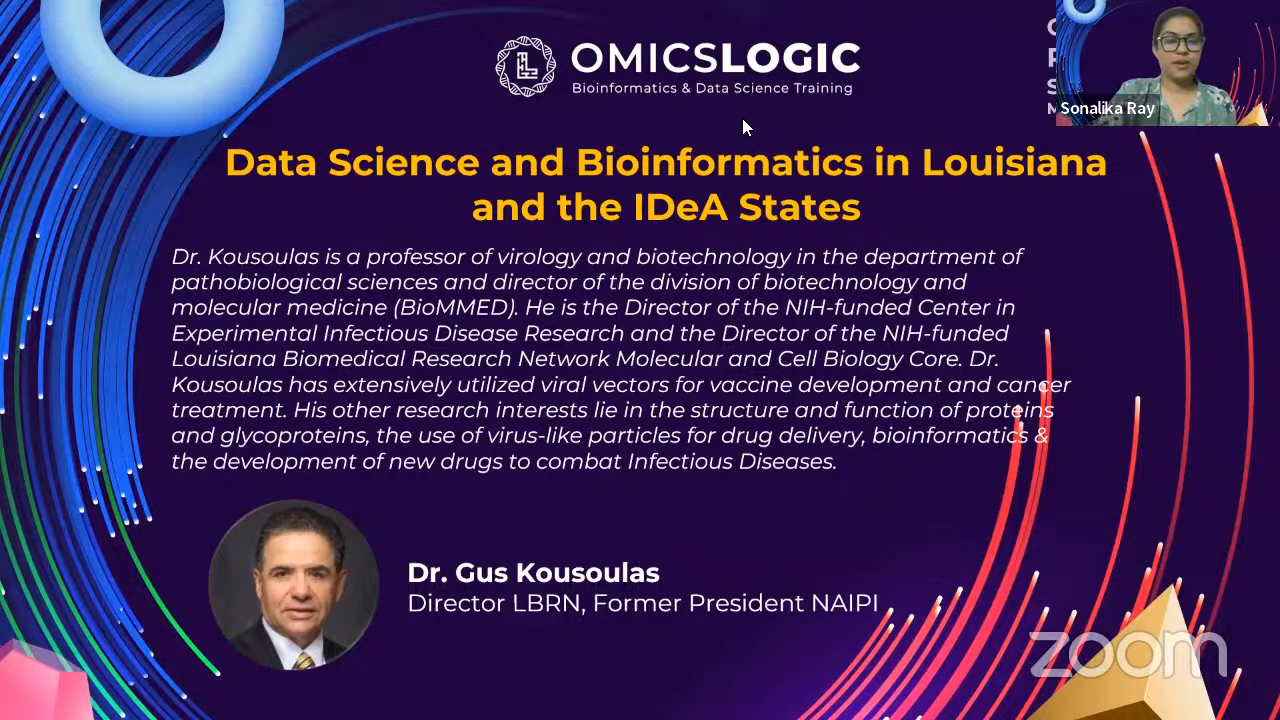 OMICSLOGIC
Bioinformatics & Data Science Training
Sonalika Ray
Data Science and Bioinformatics in Louisiana
and the IDeA States
Dr. Kousoulas is a professor of virology and biotechnology in the department of
pathobiological sciences and director of the division of biotechnology and
molecular medicine (BioMMED). He is the Director of the NIH-funded Center in
Experimental Infectious Disease Research and the Director of the NIH-funded
Louisiana Biomedical Research Network Molecular and Cell Biology Core. Dr.
Kousoulas has extensively utilized viral vectors for vaccine development and cancer
treatment. His other research interests lie in the structure and function of proteins
and glycoproteins, the use of virus-like particles for drug delivery, bioinformatics &
the development of new drugs to combat Infectious Diseases.
Dr. Gus Kousoulas
Director LBRN, Former President NAIPI
zoom